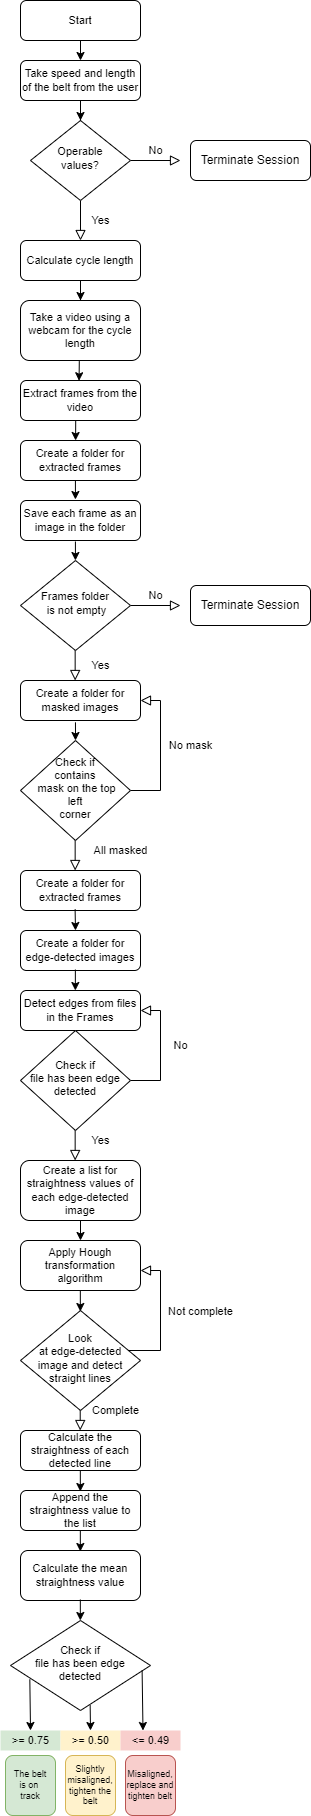 Start
Take speed and length
of the belt from the user
Operable
values?
No
Terminate Session
Yes
Calculate cycle length
Take a video using a
webcam for the cycle
length
Extract frames from the
video
Create a folder for
extracted frames
Save each frame as an
image in the folder
Frames folder
is not empty
No
Terminate Session
Yes
Create a folder for
masked images
No mask
Check if
contains
mask on the top
left
corner
All masked
Create a folder for
extracted frames
Create a folder for
edge-detected images
Detect edges from files
in the Frames
No
Check if
file has been edge
detected
Yes
Create a list for
straightness values of
each edge-detected
image
Apply Hough
transformation
algorithm
Not complete
Look
at edge-detected
image and detect
straight lines
Complete
Calculate the
straightness of each
detected line
Append the
straightness value to
the list
Calculate the mean
straightness value
Check if
file has been edge
detected
>= 0.75
>= 0.50
<= 0.49
The belt
is on
track
Slightly
misaligned,
tighten the
belt
Misaligned,
replace and
tighten belt